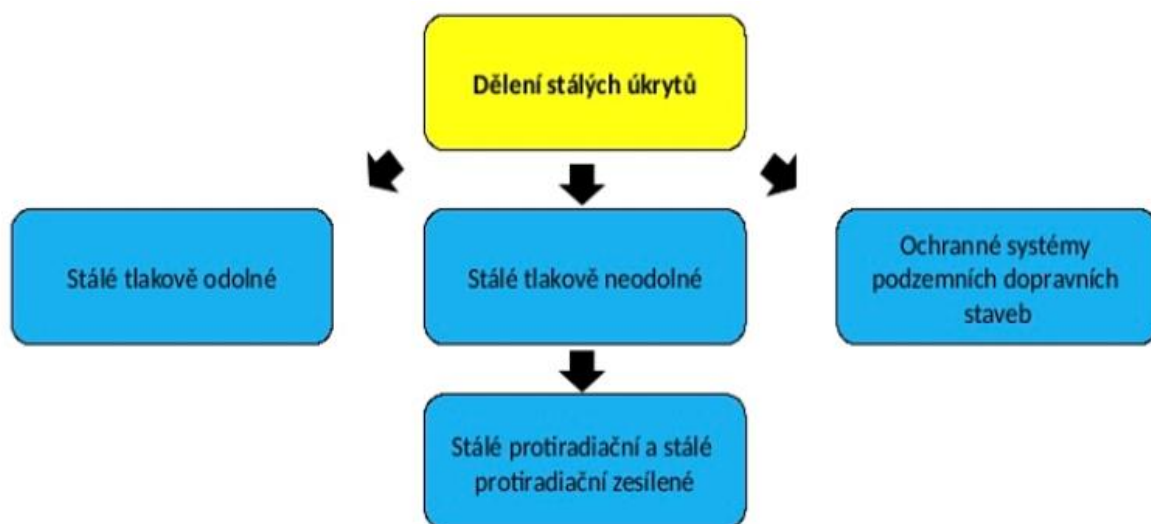 Dělení stálých úkrytů
Stálé tlakově odolné
Stálé tlakově neodolné
Ochranné systémy
podzemních dopravních
staveb
Stálé protiradiační a stálé
protiradiační zesílené